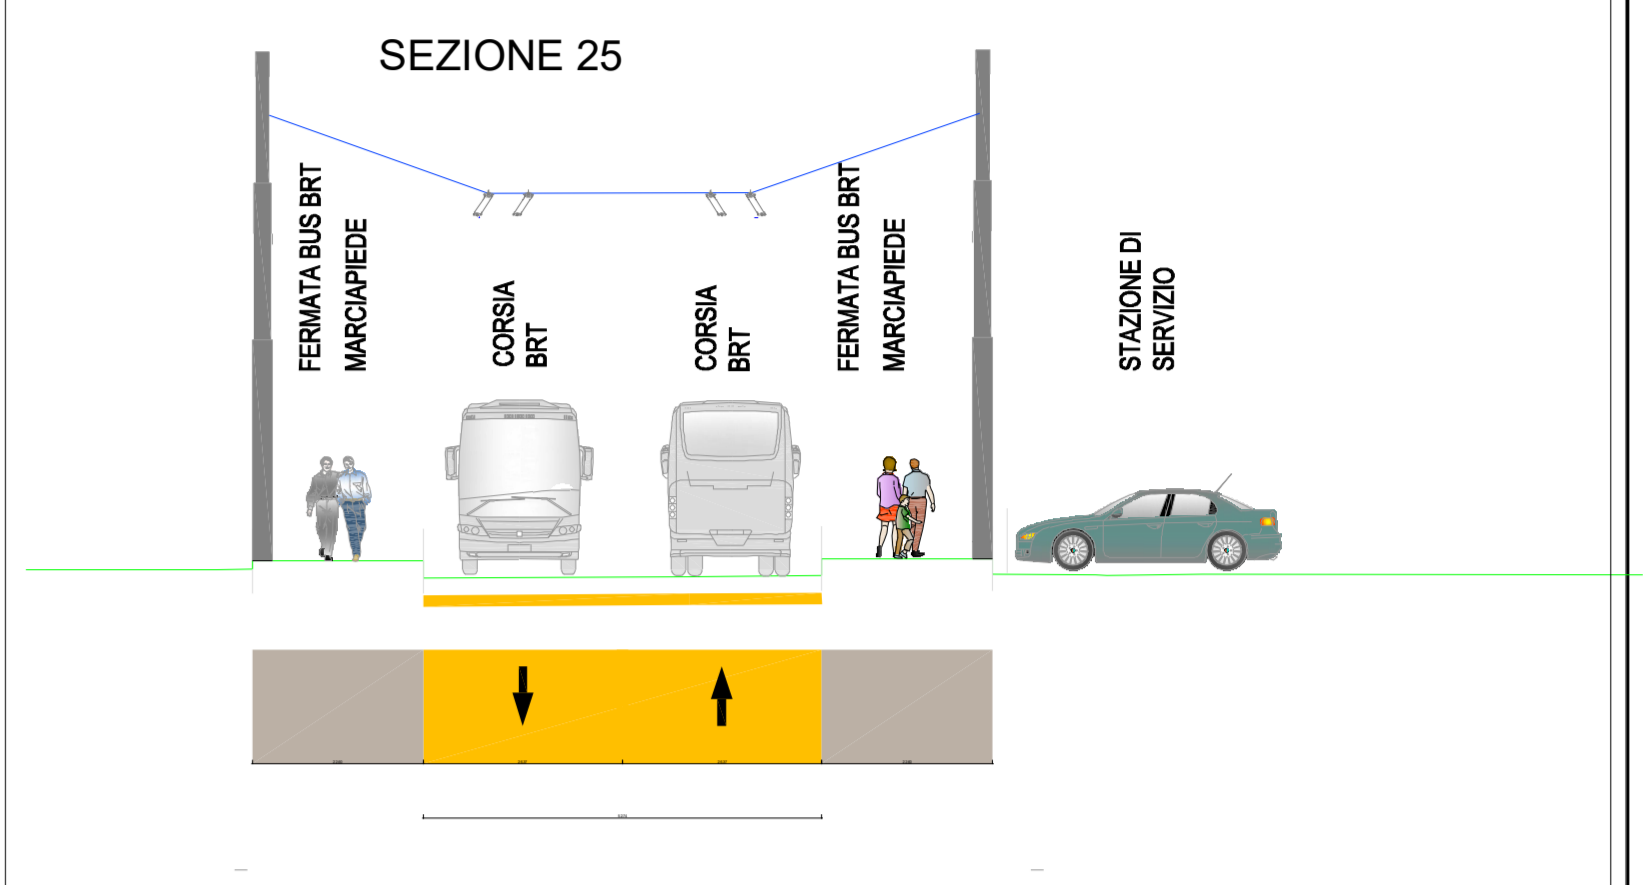 SEZIONE 25
FERMATA BUS BRT
MARCIAPIEDE
CORSIA
BRT
CORSIA
BRT
FERMATA BUS BRT
MARCIAPIEDE
STAZIONE DI
SERVIZIO